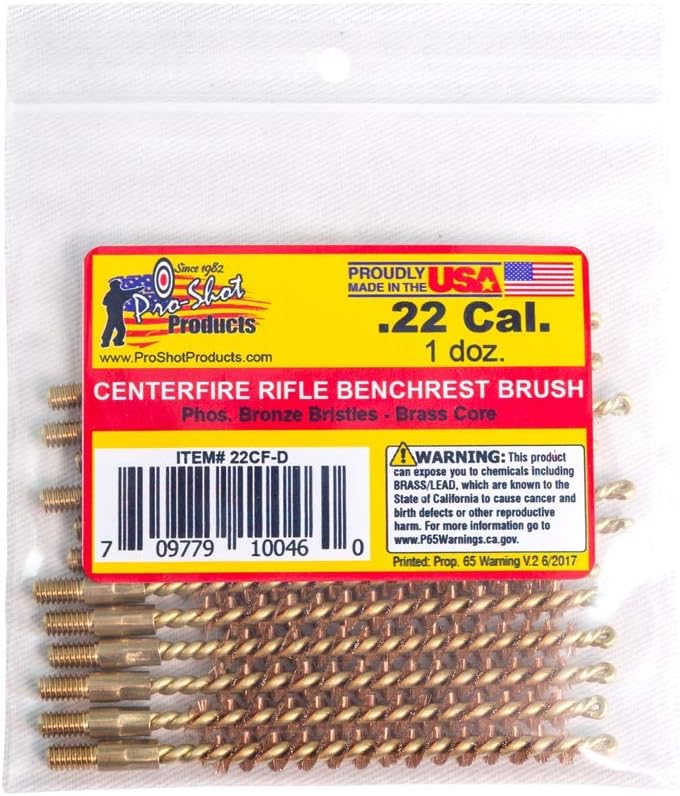 Since 1982
Pro-Shot
Products
www.ProShotProducts.com
PROUDLY
MADE IN THE USA
.22 Cal.
1 doz.
CENTERFIRE RIFLE BENCHREST BRUSH
Phos. Bronze Bristles - Brass Core
ITEM# 22CF-D
7 09779 10046 0
WARNING: This product
can expose you to chemicals including
BRASS/LEAD, which are known to the
State of California to cause cancer and
birth defects or other reproductive
harm. For more information go to
www.P65Warnings.ca.gov.
Printed: Prop. 65 Warning V.2 6/2017